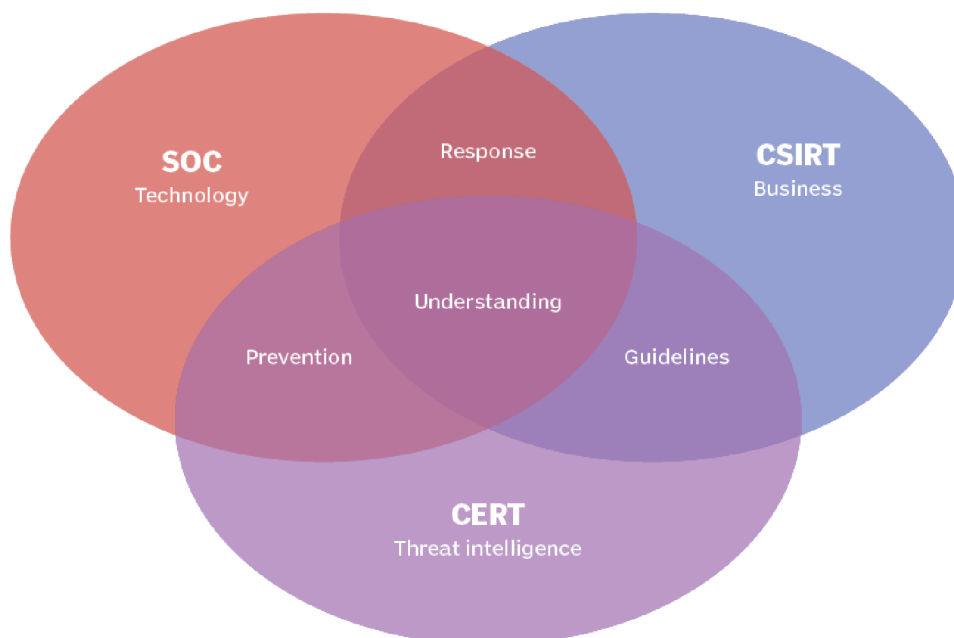 SOC
Technology
Response
CSIRT
Business
Understanding
Prevention
Guidelines
CERT
Threat intelligence